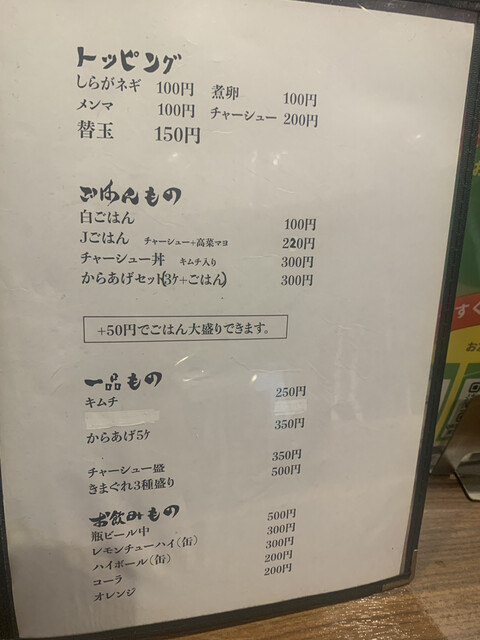 トッピング
しらがネギ 100円 煮卵 100円
メンマ 100円 チャーシュー 200円
替玉 150円
ごはんもの
白ごはん 100円
Jごはん チャーシュー+高菜マヨ 220円
チャーシュー丼 キムチ入り 300円
からあげセット(3ケ+ごはん) 300円
+50円でごはん大盛りできます。
一品もの
キムチ 250円
からあげ5ケ 350円
チャーシュー盛 350円
きまぐれ3種盛り 500円
お飲みもの
瓶ビール中 500円
レモンチューハイ(缶) 300円
ハイボール(缶) 300円
コーラ 200円
オレンジ 200円
すぐ